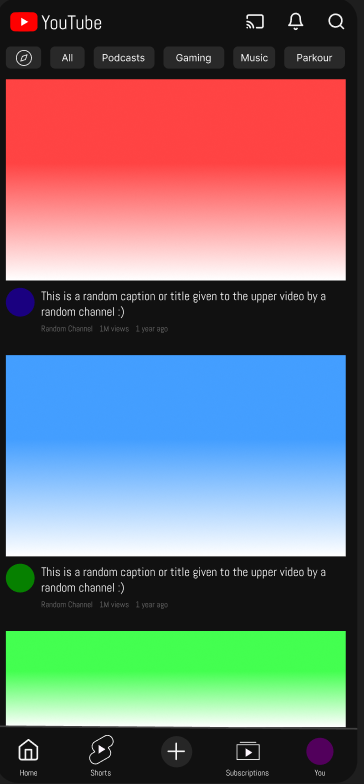 YouTube
All Podcasts Gaming Music Parkour
This is a random caption or title given to the upper video by a
random channel :)
Random Channel 1M views 1 year ago
This is a random caption or title given to the upper video by a
random channel :)
Random Channel 1M views 1 year ago
Home Shorts Subscriptions You